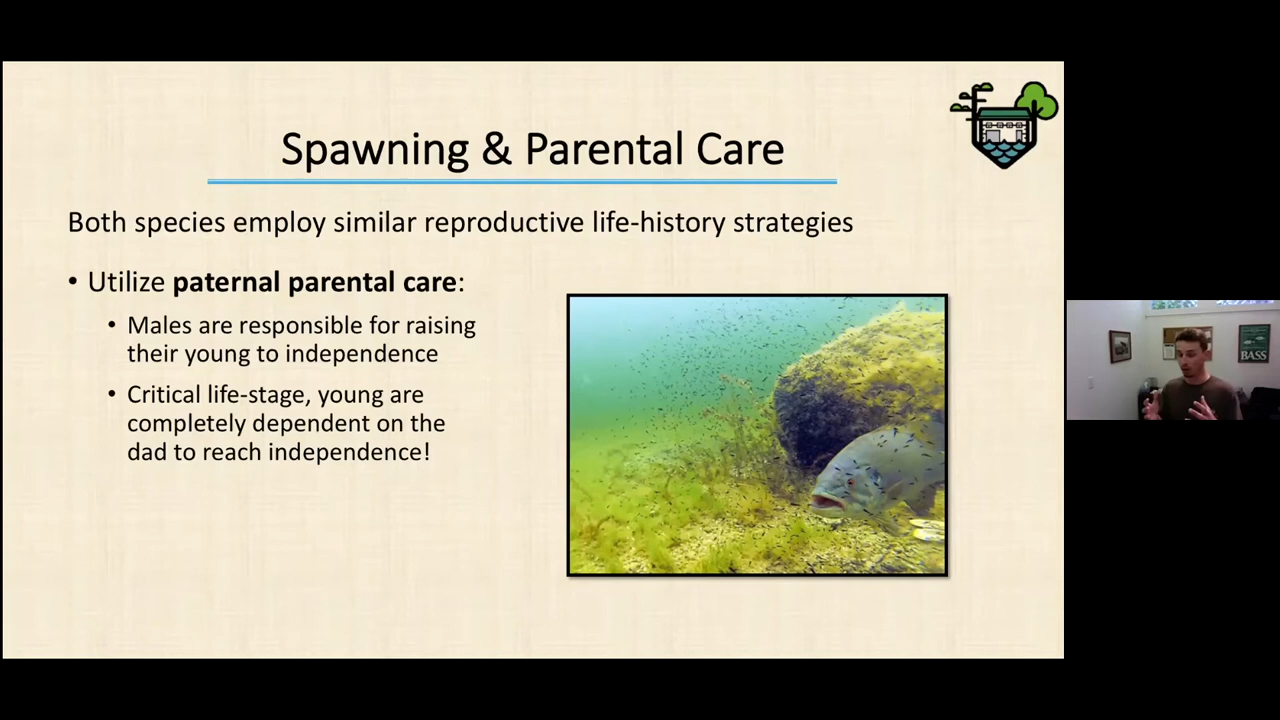 Spawning & Parental Care
Both species employ similar reproductive life-history strategies
• Utilize paternal parental care:
• Males are responsible for raising
their young to independence
• Critical life-stage, young are
completely dependent on the
dad to reach independence!
BASS